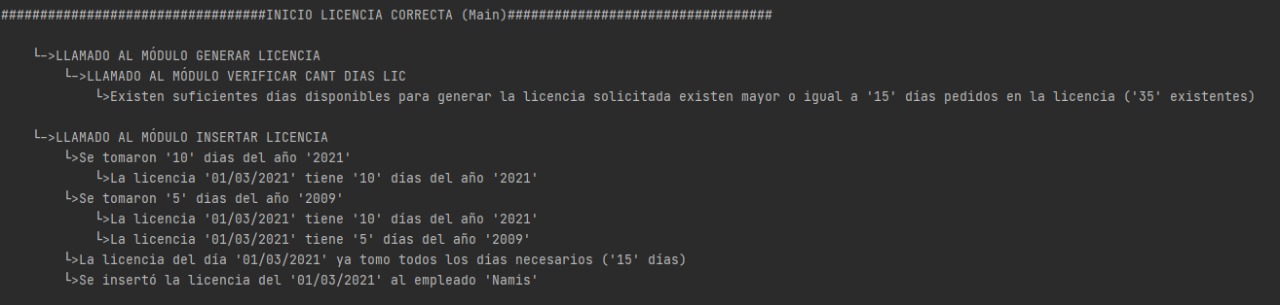 ##################################INICIO LICENCIA CORRECTA (Main)##################################
└->LLAMADO AL MÓDULO GENERAR LICENCIA
└->LLAMADO AL MÓDULO VERIFICAR CANT DIAS LIC
└>Existen suficientes días disponibles para generar la licencia solicitada existen mayor o igual a '15' días pedidos en la licencia ('35' existentes)
└->LLAMADO AL MÓDULO INSERTAR LICENCIA
└>Se tomaron '10' dias del año '2021'
└>La licencia '01/03/2021' tiene '10' días del año '2021'
└>Se tomaron '5' dias del año '2009'
└>La licencia '01/03/2021' tiene '10' días del año '2021'
└>La licencia '01/03/2021' tiene '5' días del año '2009'
└>La licencia del día '01/03/2021' ya tomo todos los días necesarios ('15' días)
└>Se insertó la licencia del '01/03/2021' al empleado 'Namis'